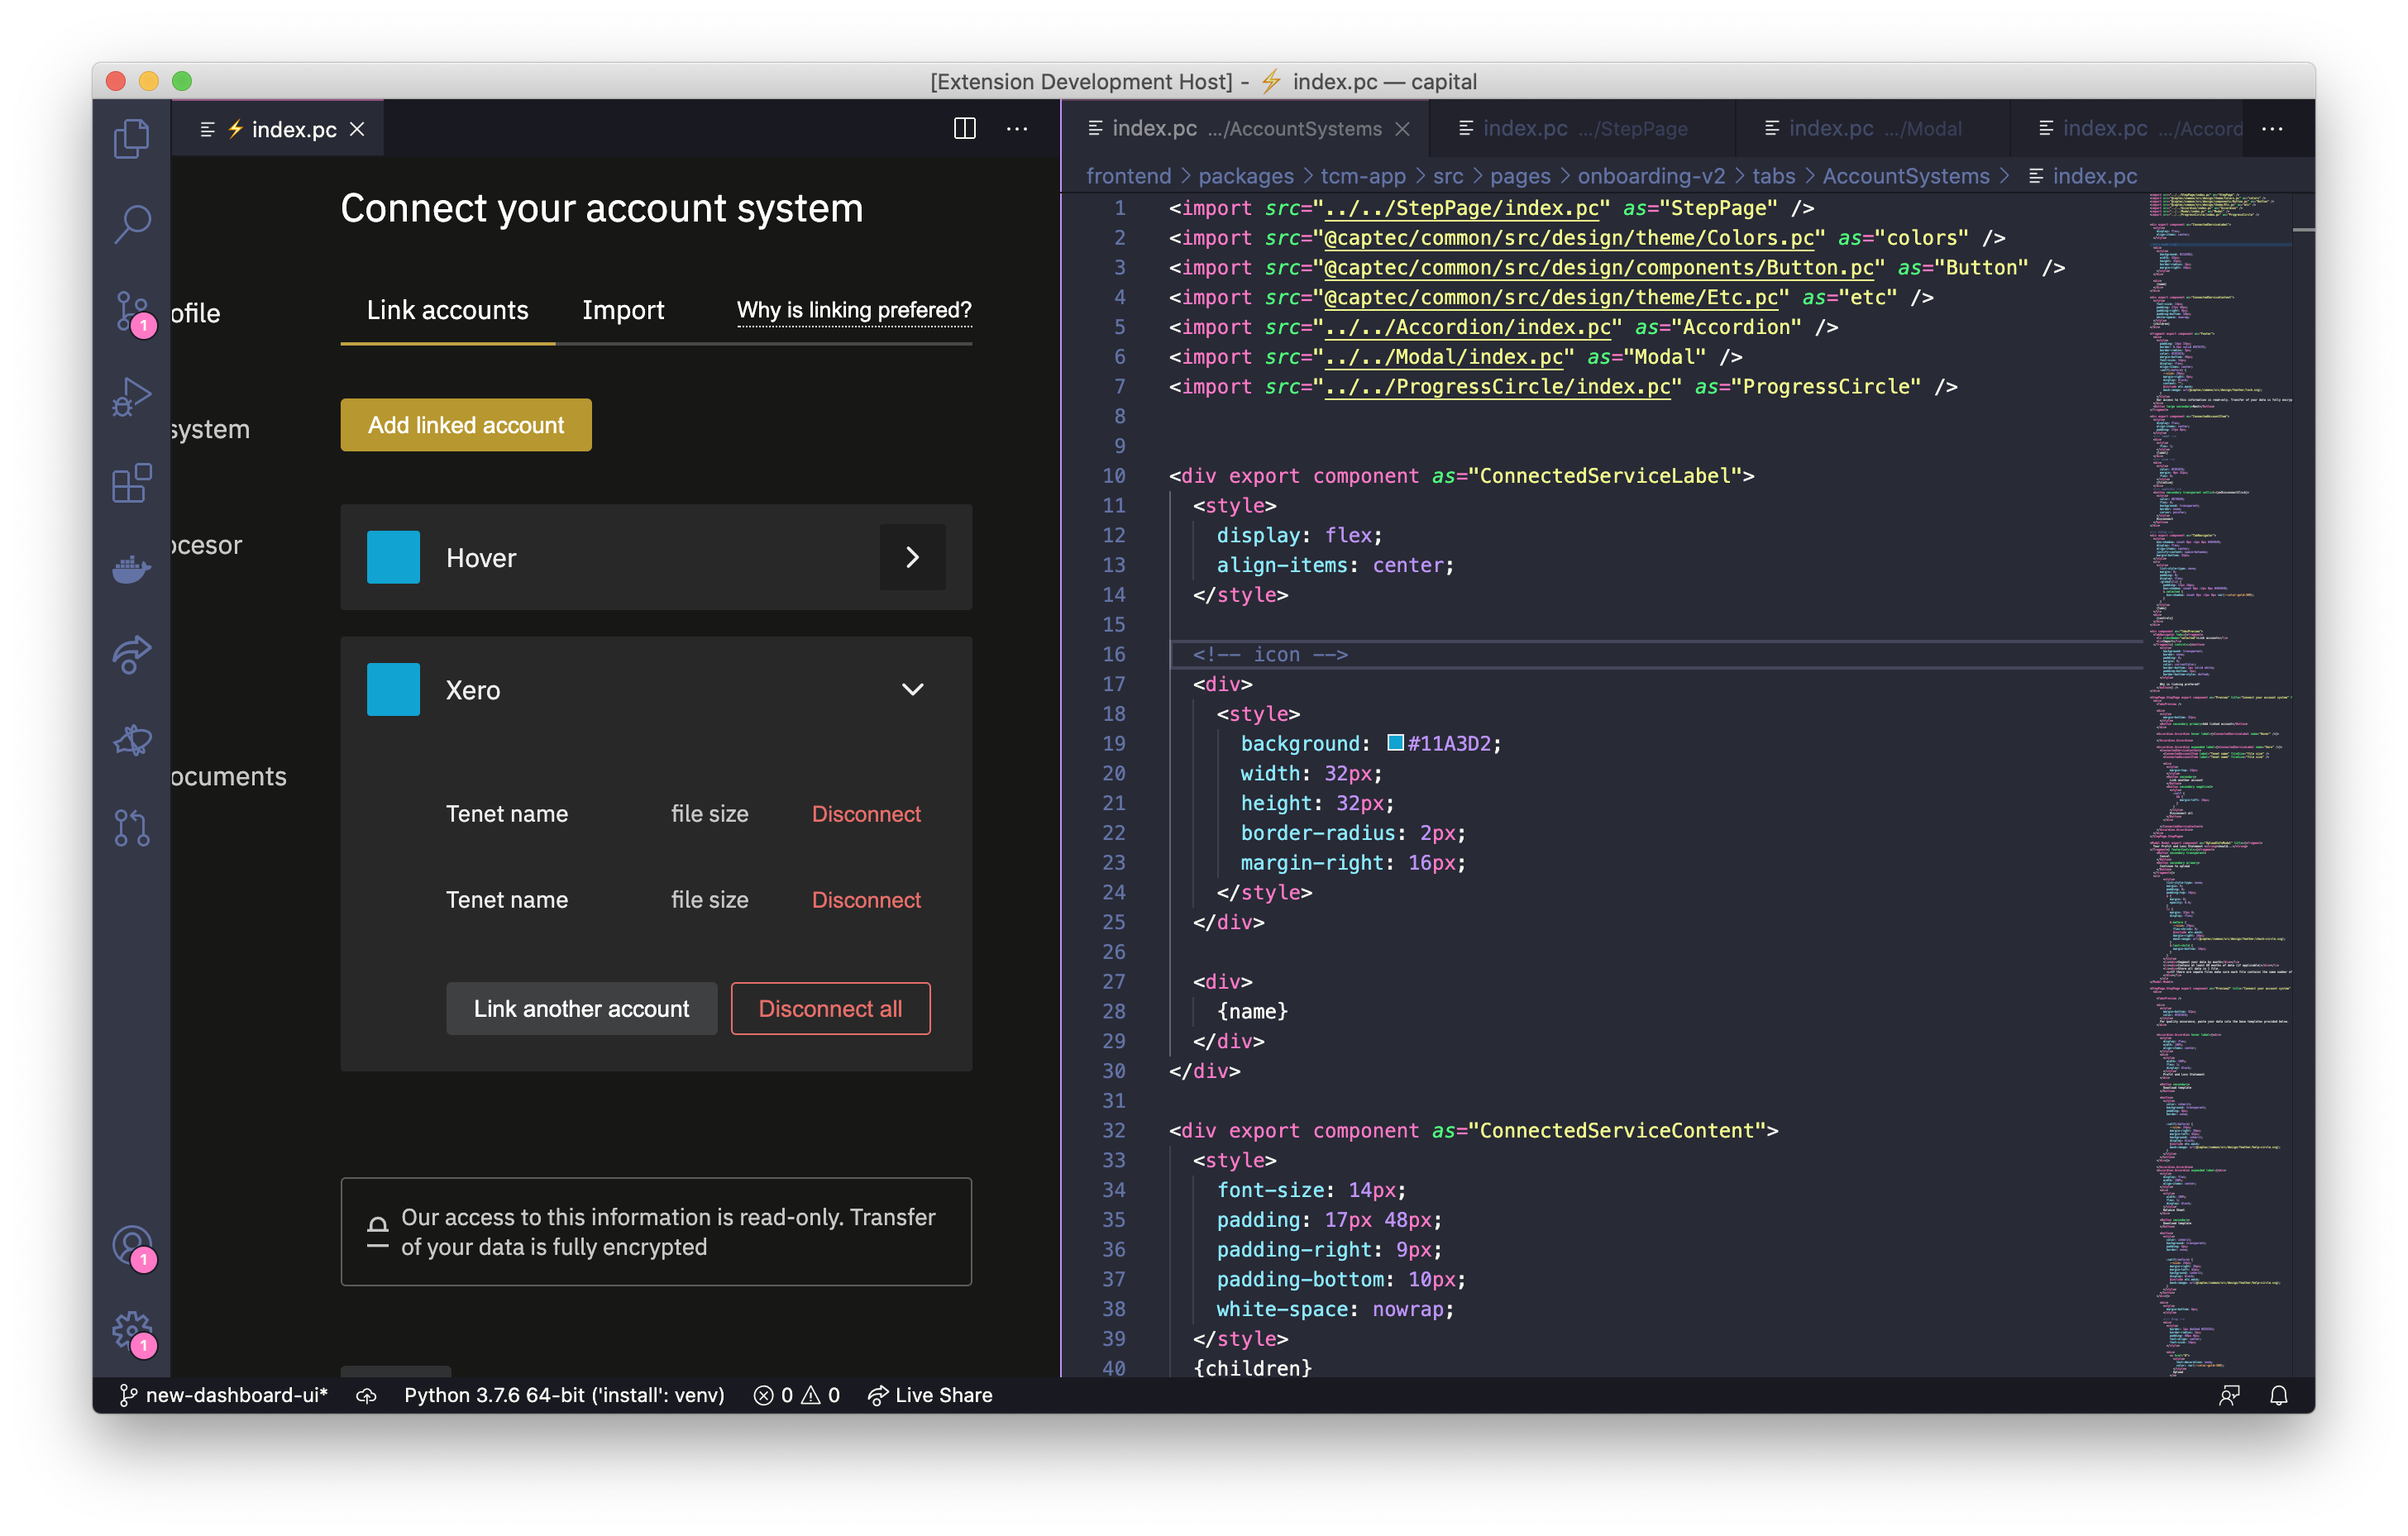 [Extension Development Host] - ⚡ index.pc — capital
⚡ index.pc
Connect your account system
Link accounts Import Why is linking prefered?
ofile
Add linked account
system
ocesor
Hover
Xero
ocuments
Tenet name file size Disconnect
Tenet name file size Disconnect
Link another account Disconnect all
Our access to this information is read-only. Transfer
of your data is fully encrypted
1
1
1
index.pc .../AccountSystems index.pc .../StepPage index.pc .../Modal index.pc .../Accord
frontend > packages > tcm-app > src > pages > onboarding-v2 > tabs > AccountSystems > index.pc
1 <import src="../../StepPage/index.pc" as="StepPage" />
2 <import src="@captec/common/src/design/theme/Colors.pc" as="colors" />
3 <import src="@captec/common/src/design/components/Button.pc" as="Button" />
4 <import src="@captec/common/src/design/theme/Etc.pc" as="etc" />
5 <import src="../../Accordion/index.pc" as="Accordion" />
6 <import src="../../Modal/index.pc" as="Modal" />
7 <import src="../../ProgressCircle/index.pc" as="ProgressCircle" />
8
9
10 <div export component as="ConnectedServiceLabel">
11 <style>
12 display: flex;
13 align-items: center;
14 </style>
15
16 <!-- icon -->
17 <div>
18 <style>
19 background: #11A3D2;
20 width: 32px;
21 height: 32px;
22 border-radius: 2px;
23 margin-right: 16px;
24 </style>
25 </div>
26
27 <div>
28 {name}
29 </div>
30 </div>
31
32 <div export component as="ConnectedServiceContent">
33 <style>
34 font-size: 14px;
35 padding: 17px 48px;
36 padding-right: 9px;
37 padding-bottom: 10px;
38 white-space: nowrap;
39 </style>
40 {children}
new-dashboard-ui* Python 3.7.6 64-bit ('install': venv) 0 0 Live Share